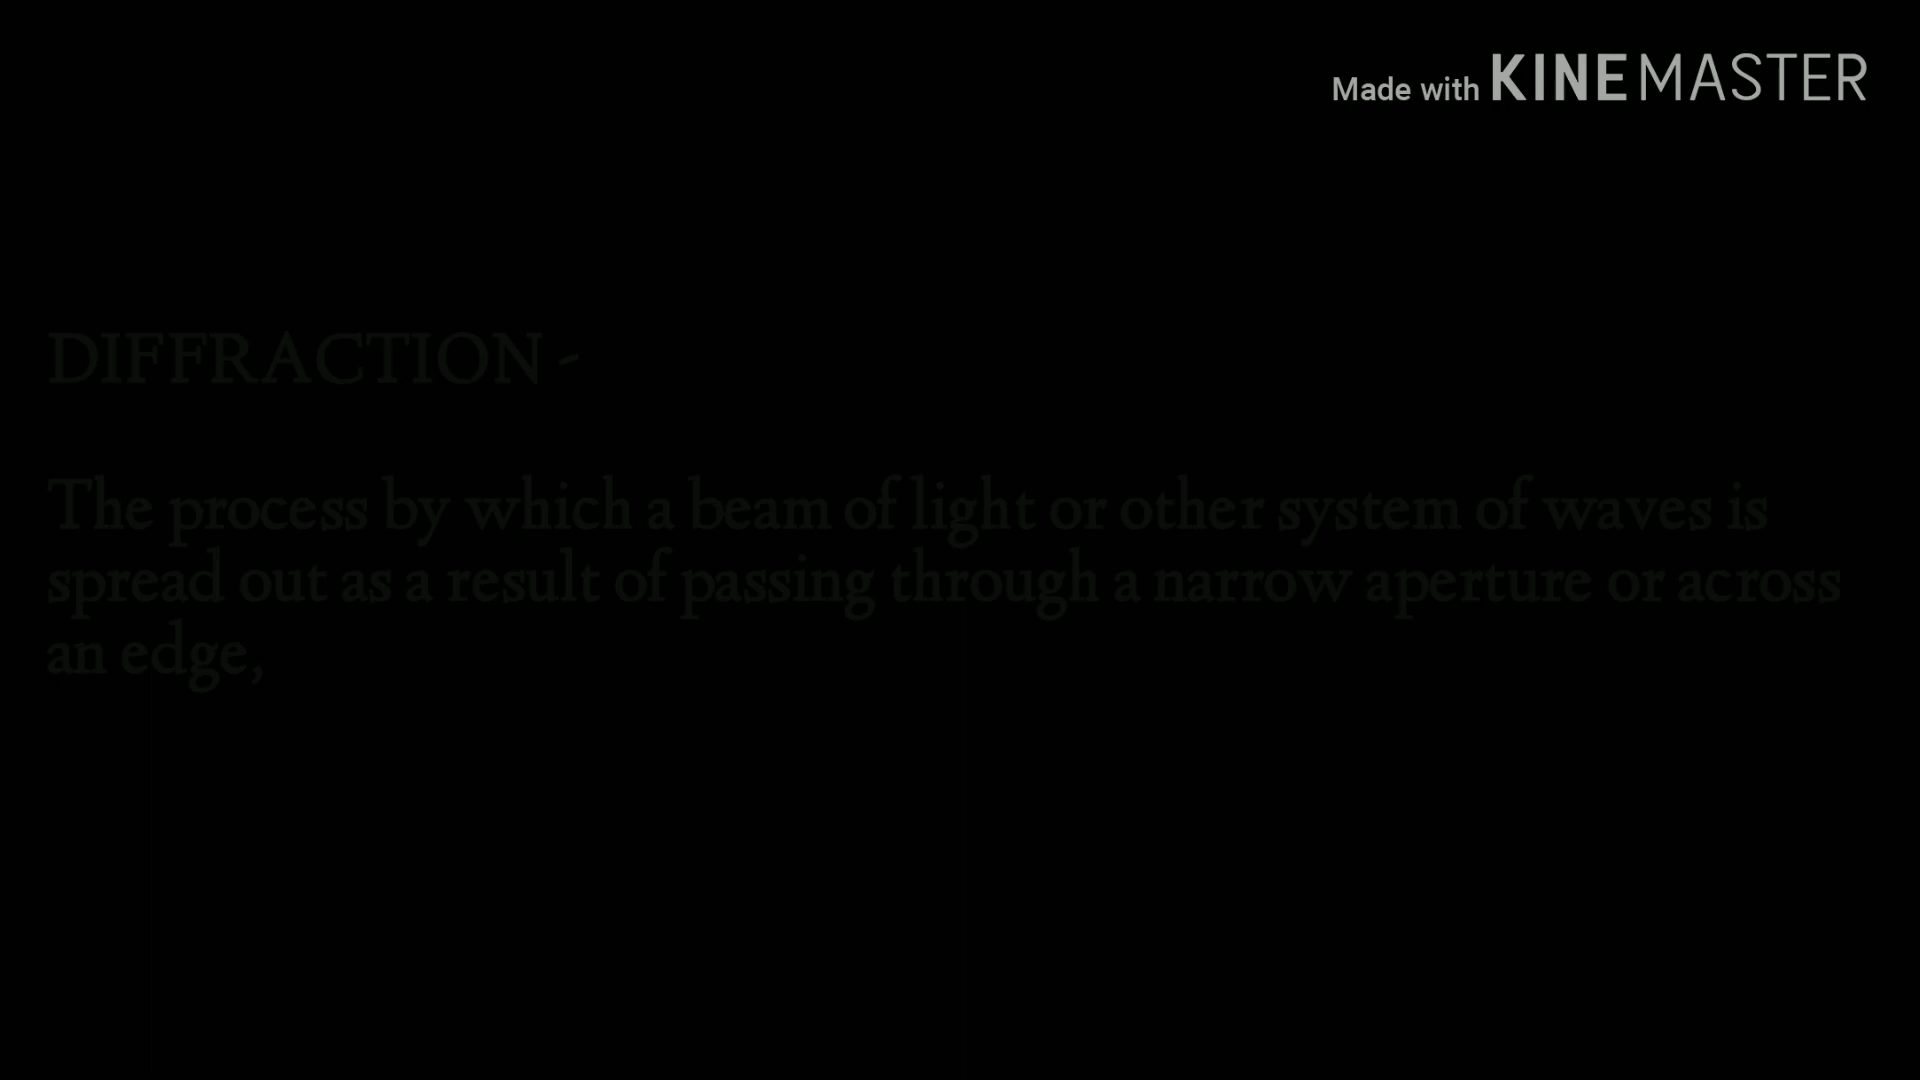 Made with KINEMASTER
DIFFRACTION -
The process by which a beam of light or other system of waves is
spread out as a result of passing through a narrow aperture or across
an edge,